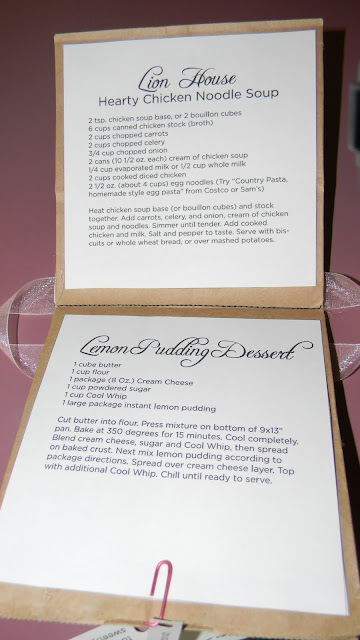 Lion House
Hearty Chicken Noodle Soup
2 tsp. chicken soup base, or 2 bouillon cubes
6 cups canned chicken stock (broth)
2 cups chopped carrots
2 cups chopped celery
3/4 cup chopped onion
2 cans (10 1/2 oz. each) cream of chicken soup
1/4 cup evaporated milk or 1/2 cup whole milk
2 cups cooked diced chicken
2 1/2 oz. (about 4 cups) egg noodles (Try "Country Pasta,
homemade style egg pasta" from Costco or Sam's)
Heat chicken soup base (or bouillon cubes) and stock
together. Add carrots, celery, and onion, cream of chicken
soup and noodles. Simmer until tender. Add cooked
chicken and milk. Salt and pepper to taste. Serve with bis-
cuits or whole wheat bread, or over mashed potatoes.
Lemon Pudding Dessert
1 cube butter
1 cup flour
1 package (8 Oz.) Cream Cheese
1 cup powdered sugar
1 cup Cool Whip
1 large package instant lemon pudding
Cut butter into flour. Press mixture on bottom of 9x13"
pan. Bake at 350 degrees for 15 minutes. Cool completely.
Blend cream cheese, sugar and Cool Whip, then spread
on baked crust. Next mix lemon pudding according to
package directions. Spread over cream cheese layer. Top
with additional Cool Whip. Chill until ready to serve.